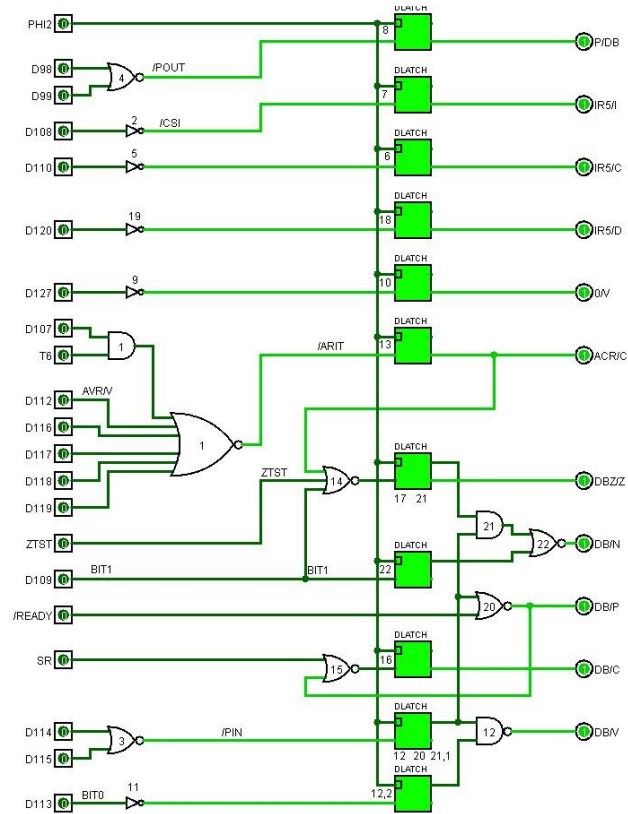 PHI2
DLATCH
8
P/DB
D98
D99
4
/POUT
DLATCH
7
IR5/I
D108
2
/CSI
DLATCH
6
IR5/C
D110
5
DLATCH
18
IR5/D
D120
19
DLATCH
10
0/V
D127
9
D107
T6
1
DLATCH
13
/ARIT
ACR/C
D112
AVR/V
D116
D117
D118
D119
1
DLATCH
17 21
DBZ/Z
ZTST
14
21
22
DB/N
ZTST
DLATCH
22
D109
BIT1
BIT1
/READY
20
DB/P
SR
15
DLATCH
16
DB/C
D114
D115
3
/PIN
DLATCH
12 20 21,1
12
DB/V
DLATCH
12,2
D113
BIT0
11